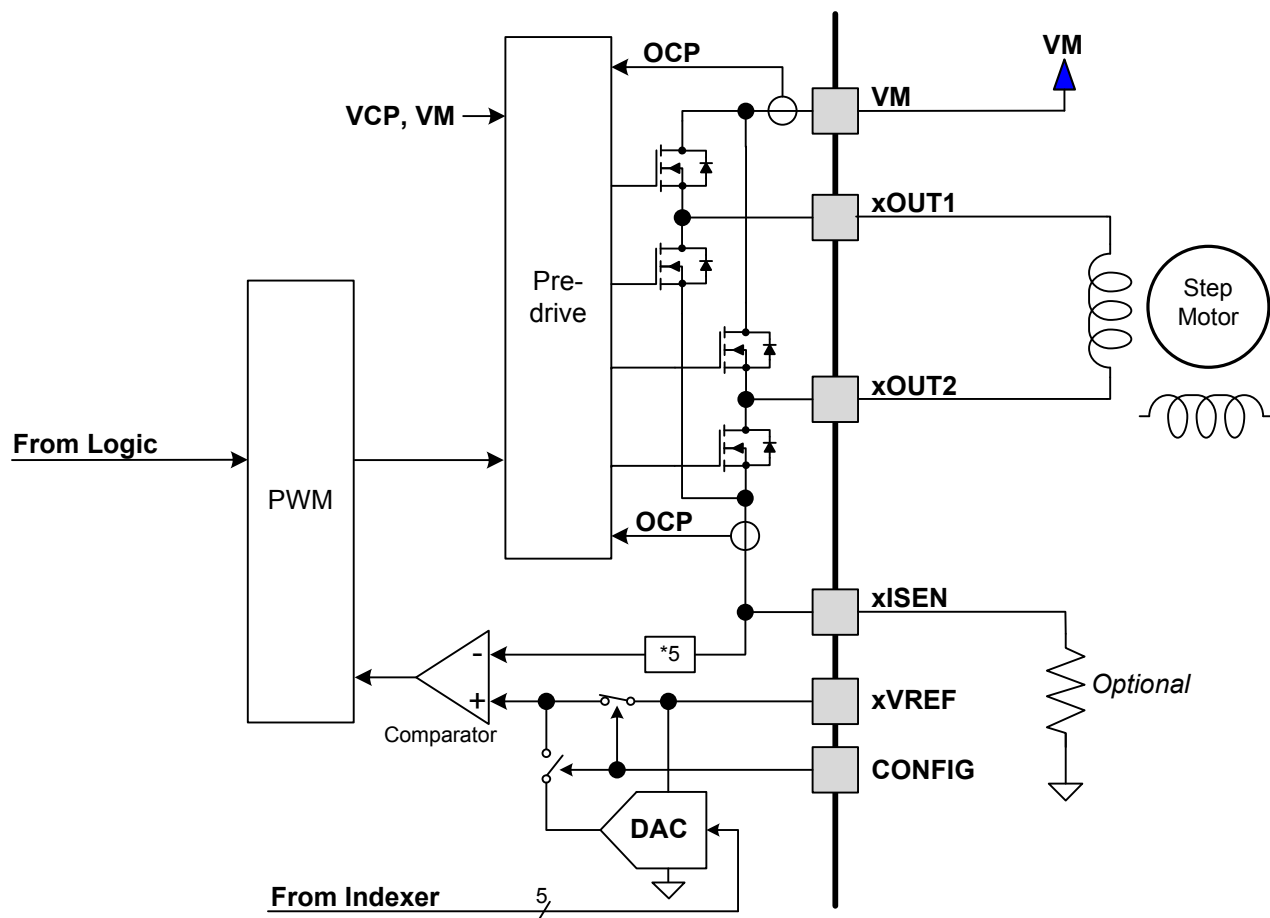 OCP
VM
VM
VCP, VM
xOUT1
Pre-
drive
Step
Motor
xOUT2
From Logic
PWM
OCP
xISEN
-
*5
+
Comparator
xVREF
Optional
CONFIG
DAC
From Indexer
5